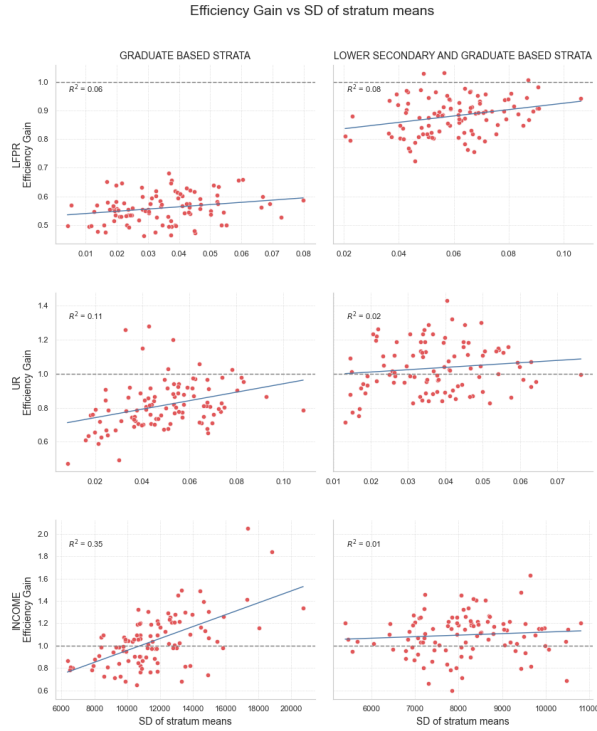 Efficiency Gain vs SD of stratum means
GRADUATE BASED STRATA
LOWER SECONDARY AND GRADUATE BASED STRATA
LFPR
Efficiency Gain
1.0
0.9
0.8
0.7
0.6
0.5
R² = 0.06
0.01 0.02 0.03 0.04 0.05 0.06 0.07 0.08
R² = 0.08
0.02 0.04 0.06 0.08 0.10
UR
Efficiency Gain
1.4
1.2
1.0
0.8
0.6
R² = 0.11
0.02 0.04 0.06 0.08 0.10
R² = 0.02
0.01 0.02 0.03 0.04 0.05 0.06 0.07
INCOME
Efficiency Gain
2.0
1.8
1.6
1.4
1.2
1.0
0.8
0.6
R² = 0.35
6000 8000 10000 12000 14000 16000 18000 20000
SD of stratum means
R² = 0.01
6000 7000 8000 9000 10000 11000
SD of stratum means